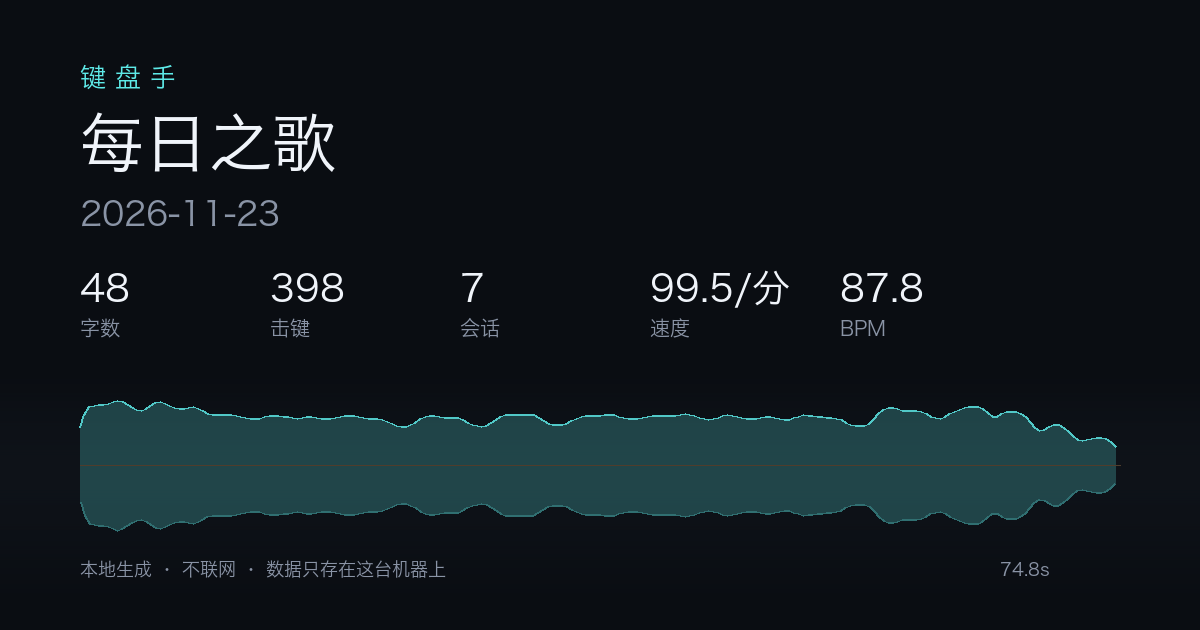 键盘手
每日之歌
2026-11-23
48 398 7 99.5/分 87.8
字数 击键 会话 速度 BPM
本地生成 · 不联网 · 数据只存在这台机器上 74.8s